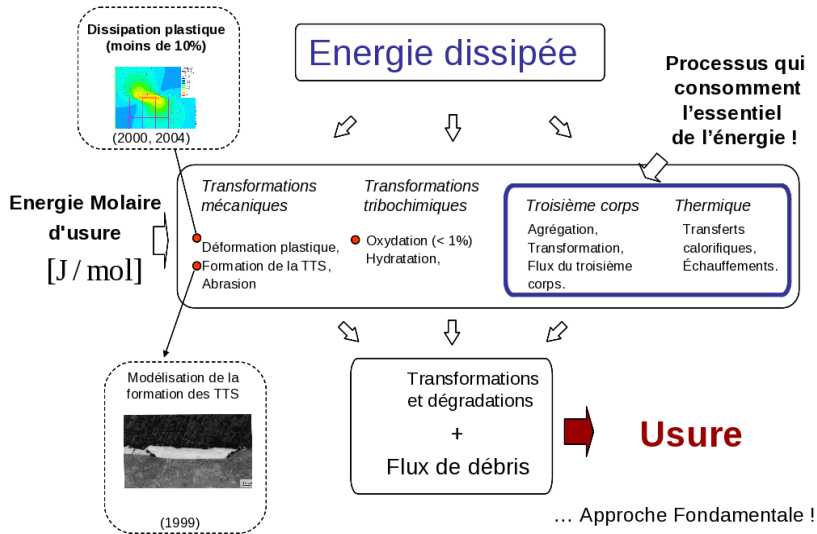 Dissipation plastique
(moins de 10%)
(2000, 2004)
Energie dissipée
Processus qui
consomment
l'essentiel
de l'énergie !
Energie Molaire
d'usure
[J / mol]
Transformations
mécaniques
Déformation plastique,
Formation de la TTS,
Abrasion
Transformations
tribochimiques
Oxydation (< 1%)
Hydratation,
Troisième corps
Agrégation,
Transformation,
Flux du troisième
corps.
Thermique
Transferts
calorifiques,
Échauffements.
Modélisation de la
formation des TTS
(1999)
Transformations
et dégradations
+
Flux de débris
Usure
... Approche Fondamentale !